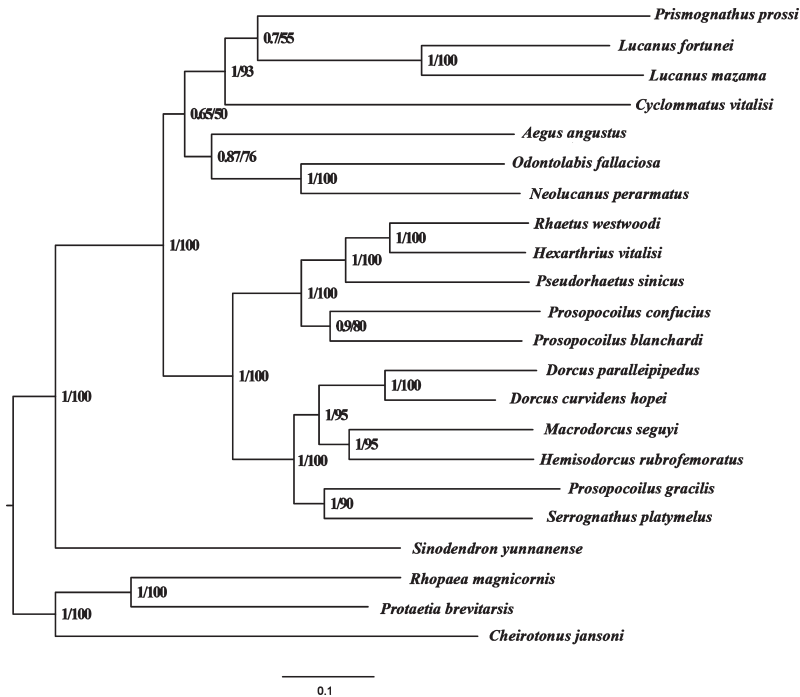 Prismognathus prossi
0.7/55
Lucanus fortunei
1/100
1/93
Lucanus mazama
Cyclommatus vitalisi
0.65/50
Aegus angustus
0.87/76
Odontolabis fallaciosa
1/100
Neolucanus perarmatus
Rhaetus westwoodi
1/100
1/100
Hexarthrius vitalisi
1/100
Pseudorhaetus sinicus
1/100
Prosopocoilus confucius
0.9/80
Prosopocoilus blanchardi
Dorcus paralleipipedus
1/100
1/100
Dorcus curvidens hopei
1/100
1/95
Macrodorcus seguyi
1/95
1/100
Hemisodorcus rubrofemoratus
Prosopocoilus gracilis
1/90
Serrognathus platymelus
Sinodendron yunnanense
Rhopaea magnicornis
1/100
Protaetia brevitarsis
1/100
Cheirotonus jansoni
0.1